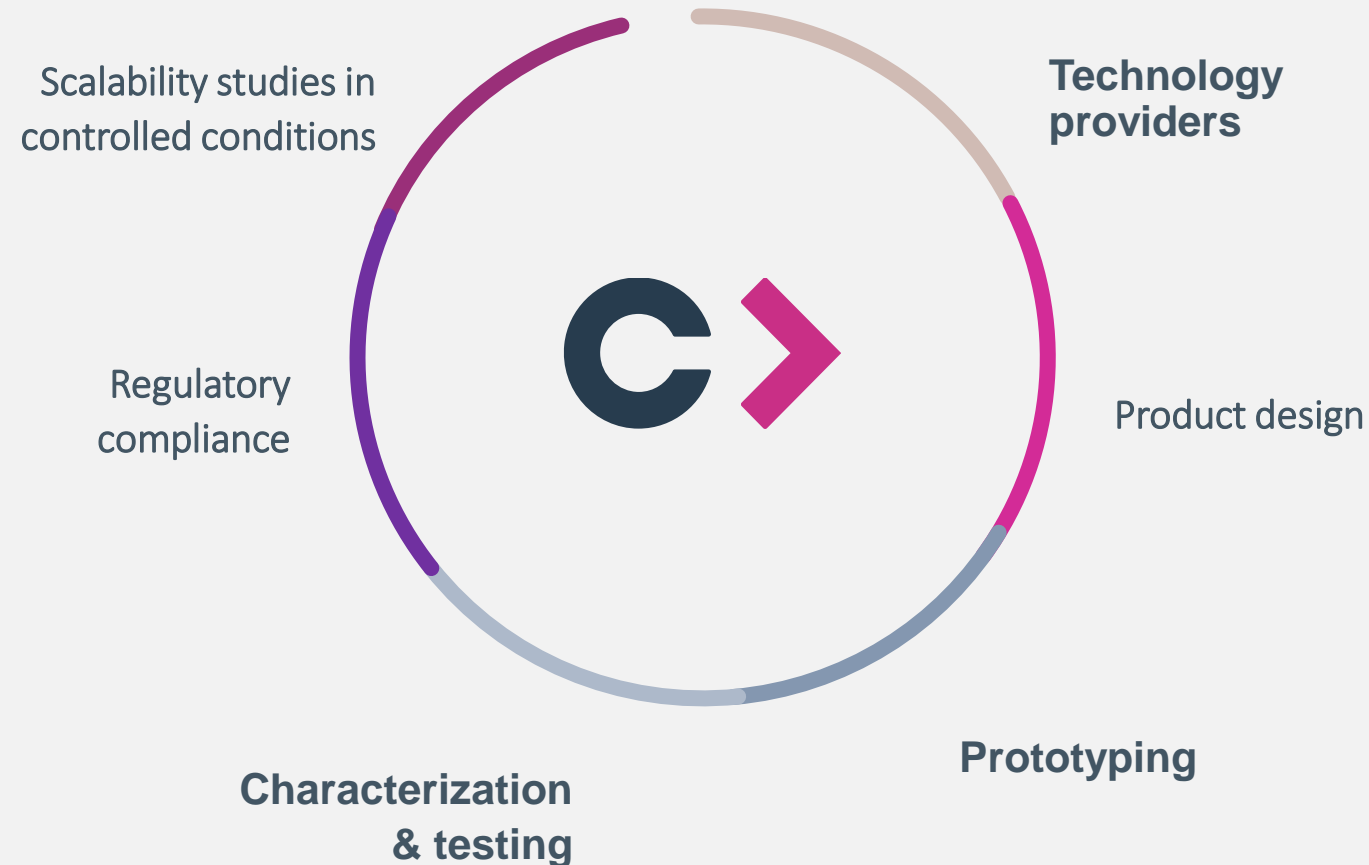 Scalability studies in
controlled conditions
Technology
providers
Regulatory
compliance
Product design
Prototyping
Characterization
& testing